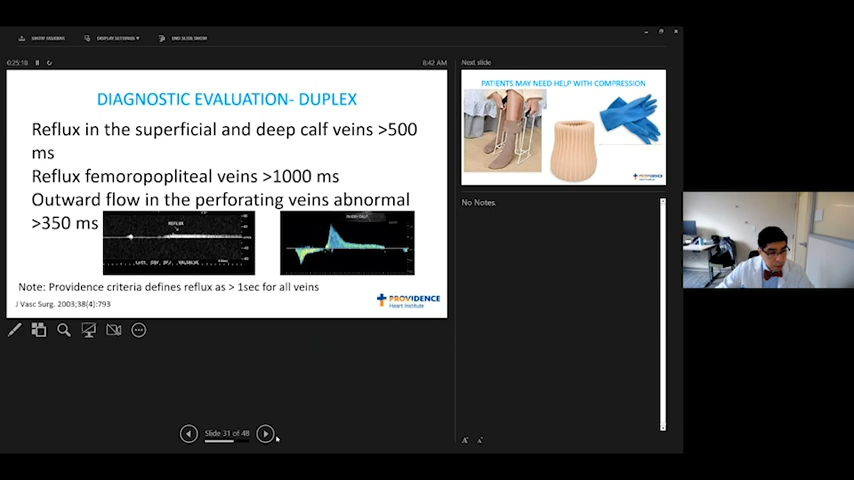 SHOW TASKBAR
DISPLAY SETTINGS
END SLIDE SHOW
0:25:18
8:42 AM
DIAGNOSTIC EVALUATION- DUPLEX
Reflux in the superficial and deep calf veins >500
ms
Reflux femoropopliteal veins >1000 ms
Outward flow in the perforating veins abnormal
>350 ms
REFLUX
Note: Providence criteria defines reflux as > 1sec for all veins
J Vasc Surg. 2003;38(4):793
PROVIDENCE
Heart Institute
Slide 31 of 48
Next slide
PATIENTS MAY NEED HELP WITH COMPRESSION
PROVIDENCE
No Notes.